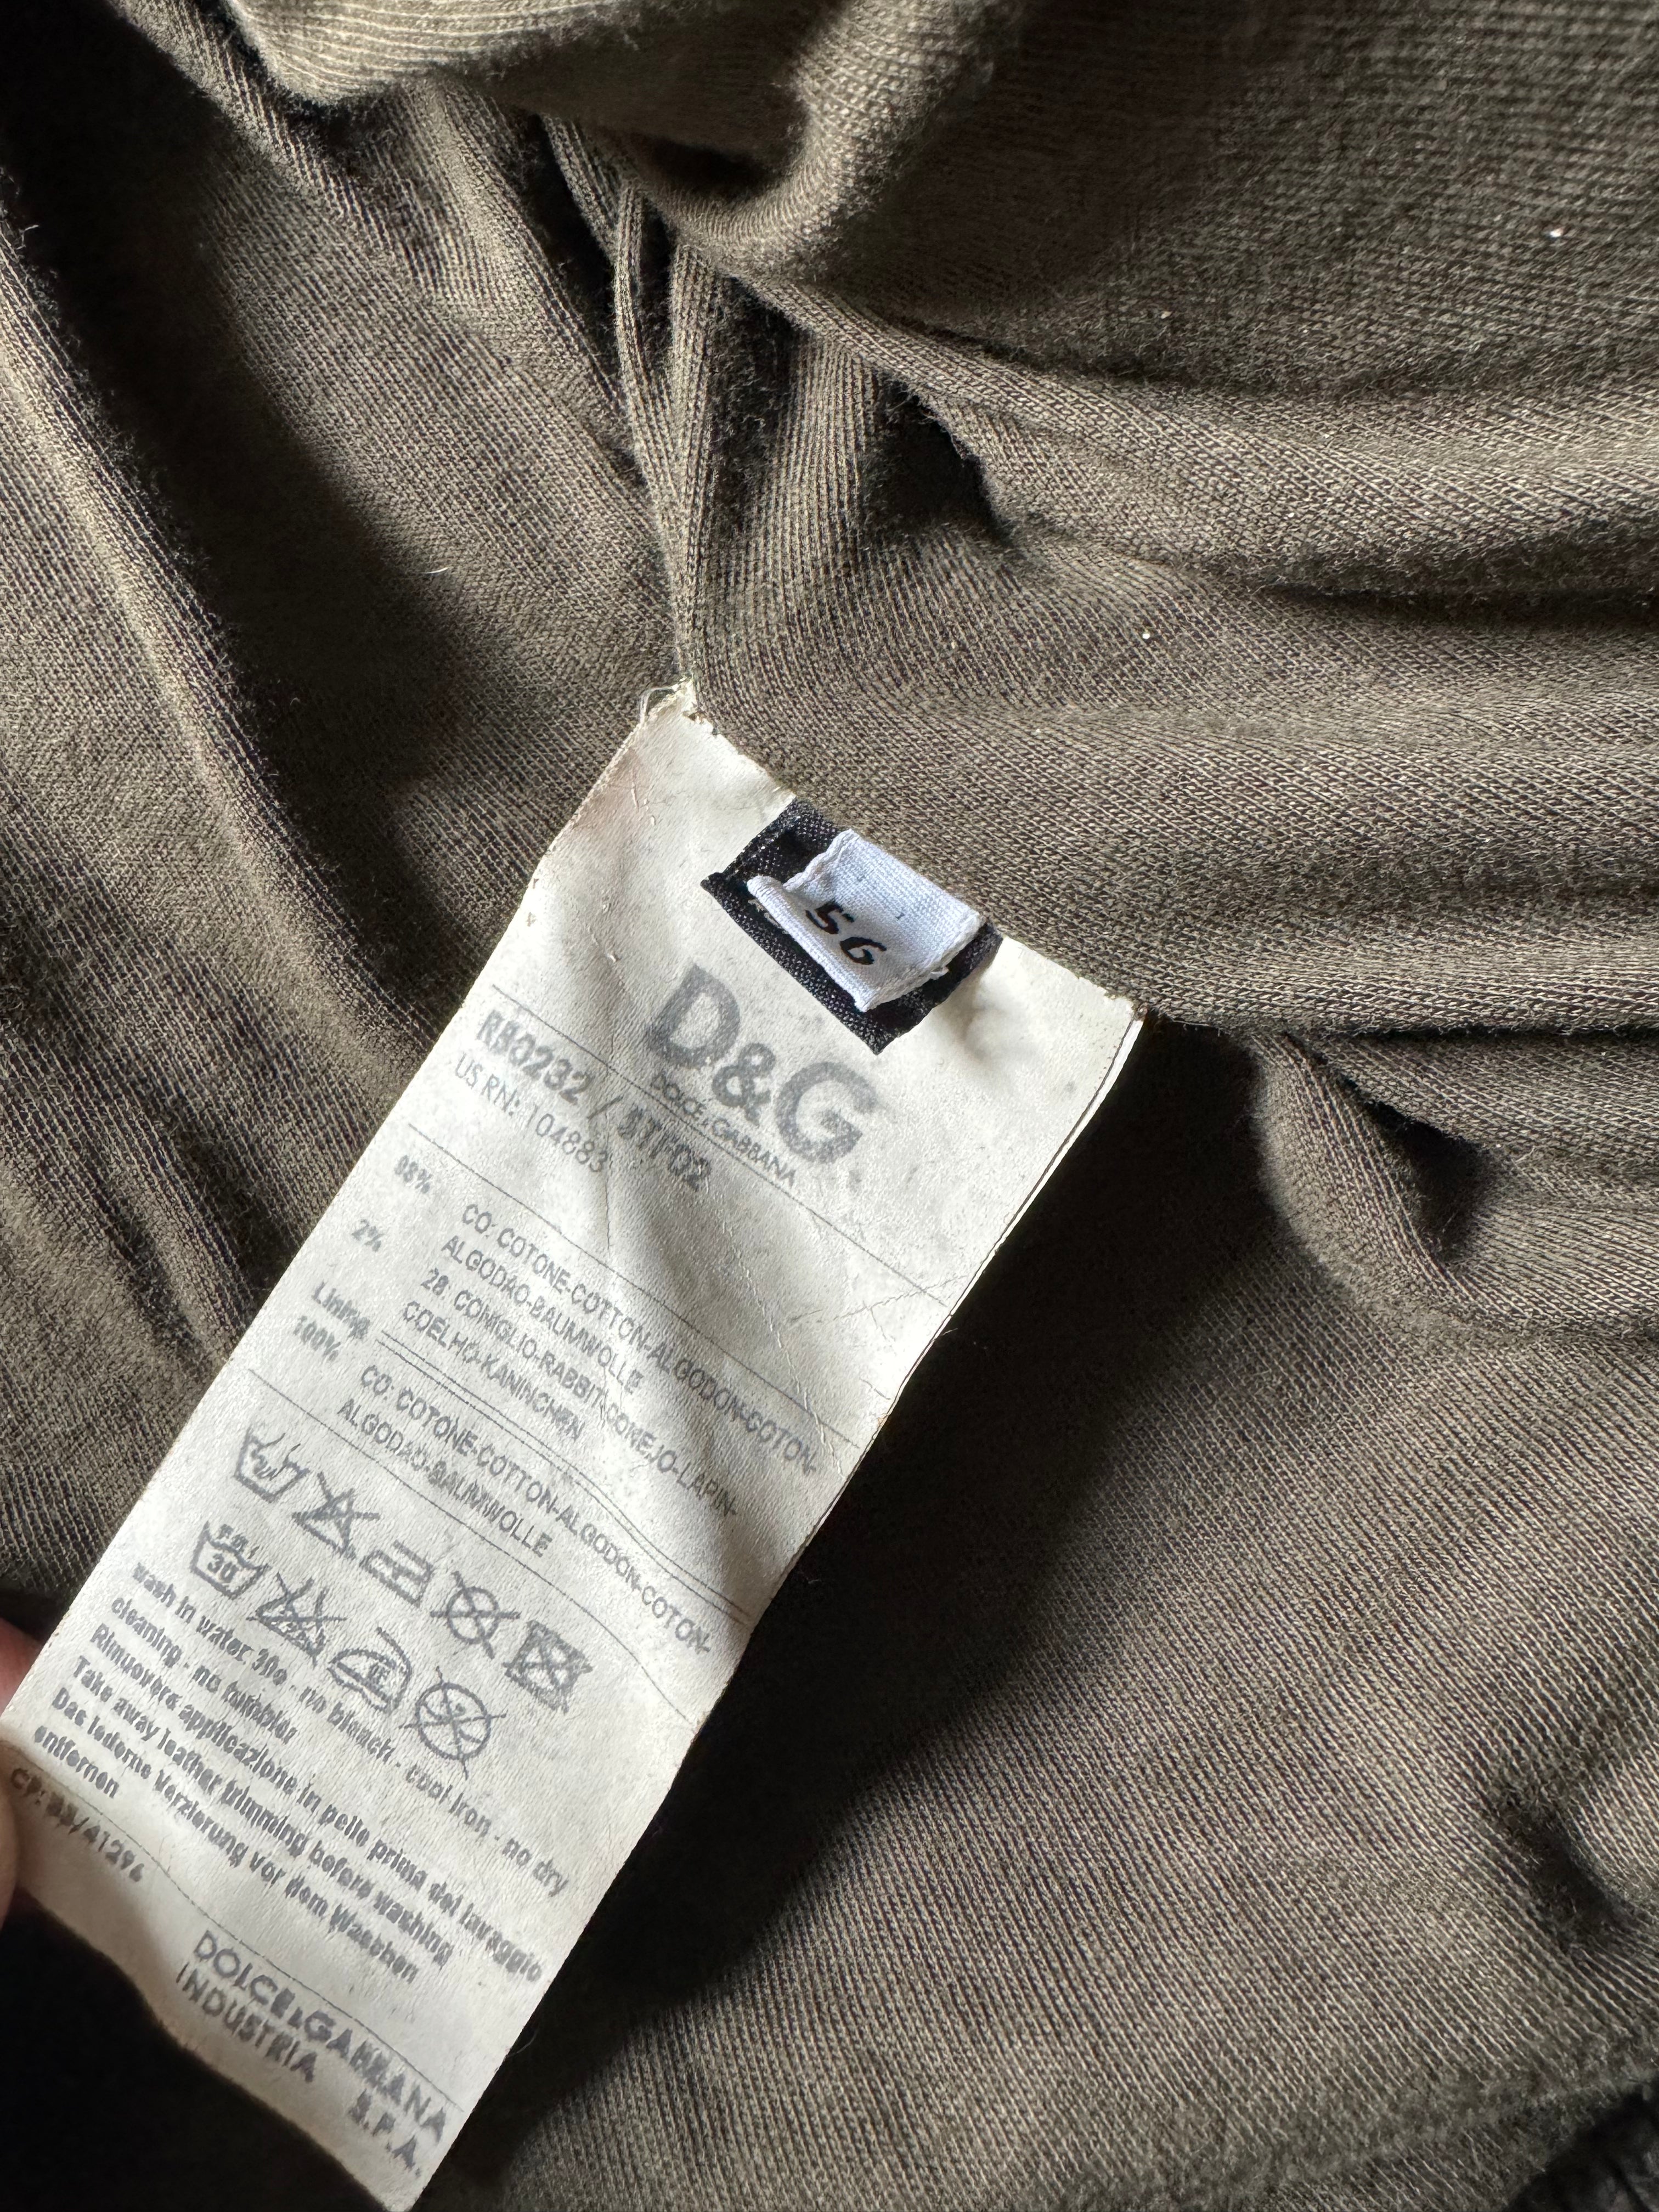 56
D&G
DOLCE & GABBANA
US RN: 104883
98% CO: COTONE-COTTON-ALGODON-COTON-
ALGODAO-BAUMWOLLE
2% 28 CONIGLIO-RABBIT-CONEJO-LAPIN-
COELHO-KANINCHEN
Lining
100% CO: COTONE-COTTON-ALGODON-COTON-
ALGODAO-BAUMWOLLE
30
wash in water 30o - no bleach - cool iron - no dry
cleaning - no tumbler
Rimuovere applicazione in pelle prima del lavaggio
Take away leather trimming before washing
Das lederne Verzierung vor dem Waschen
entfernen
DOLCE & GABBANA
INDUSTRIA S.P.A.